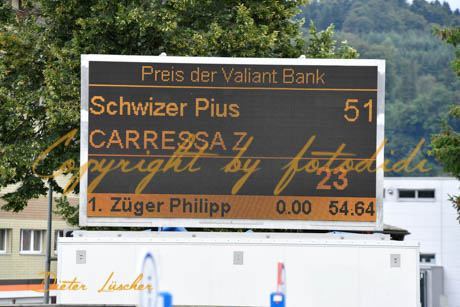 Preis der Valiant Bank
Schwizer Pius 51
CARRESSA Z
Copyright by fotodidi
23
1. Züger Philipp 0.00 54.64
Dieter Lüscher